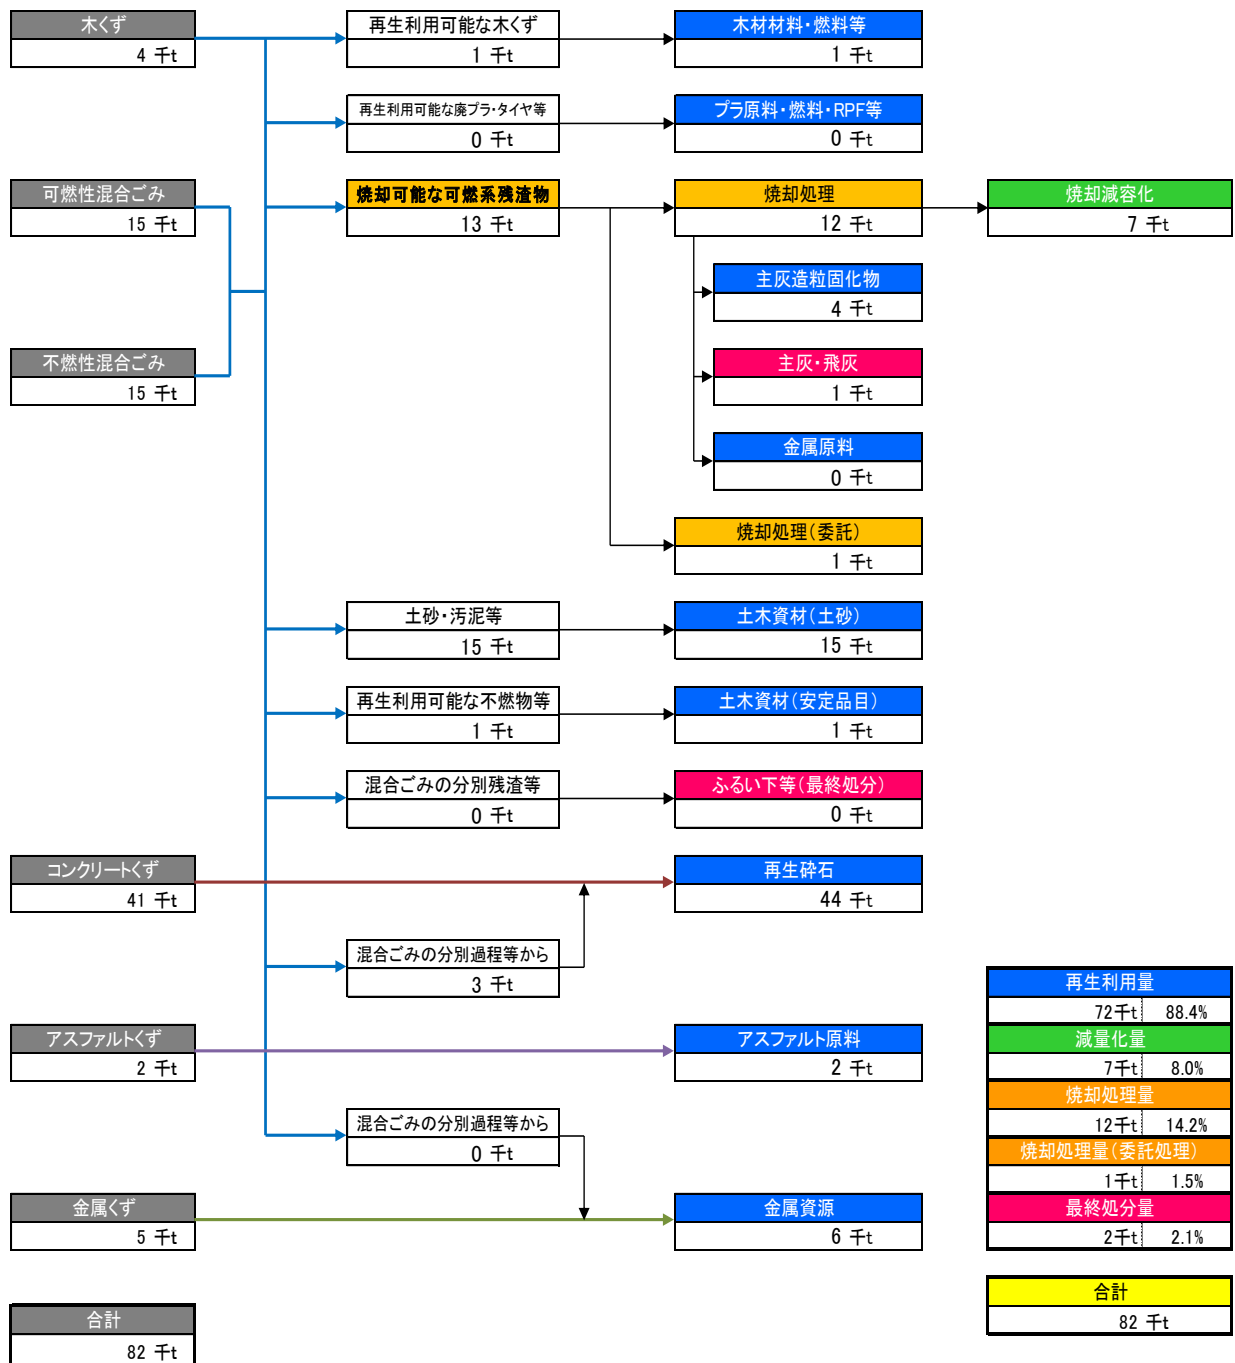 木くず
4 千t
再生利用可能な木くず
1 千t
木材材料・燃料等
1 千t
再生利用可能な廃プラ・タイヤ等
0 千t
プラ原料・燃料・RPF等
0 千t
可燃性混合ごみ
15 千t
焼却可能な可燃系残渣物
13 千t
焼却処理
12 千t
焼却減容化
7 千t
主灰造粒固化物
4 千t
不燃性混合ごみ
15 千t
主灰・飛灰
1 千t
金属原料
0 千t
焼却処理(委託)
1 千t
土砂・汚泥等
15 千t
土木資材(土砂)
15 千t
再生利用可能な不燃物等
1 千t
土木資材(安定品目)
1 千t
混合ごみの分別残渣等
0 千t
ふるい下等(最終処分)
0 千t
コンクリートくず
41 千t
再生砕石
44 千t
混合ごみの分別過程等から
3 千t
アスファルトくず
2 千t
アスファルト原料
2 千t
混合ごみの分別過程等から
0 千t
金属くず
5 千t
金属資源
6 千t
再生利用量
72千t 88.4%
減量化量
7千t 8.0%
焼却処理量
12千t 14.2%
焼却処理量(委託処理)
1千t 1.5%
最終処分量
2千t 2.1%
合計
82 千t
合計
82 千t